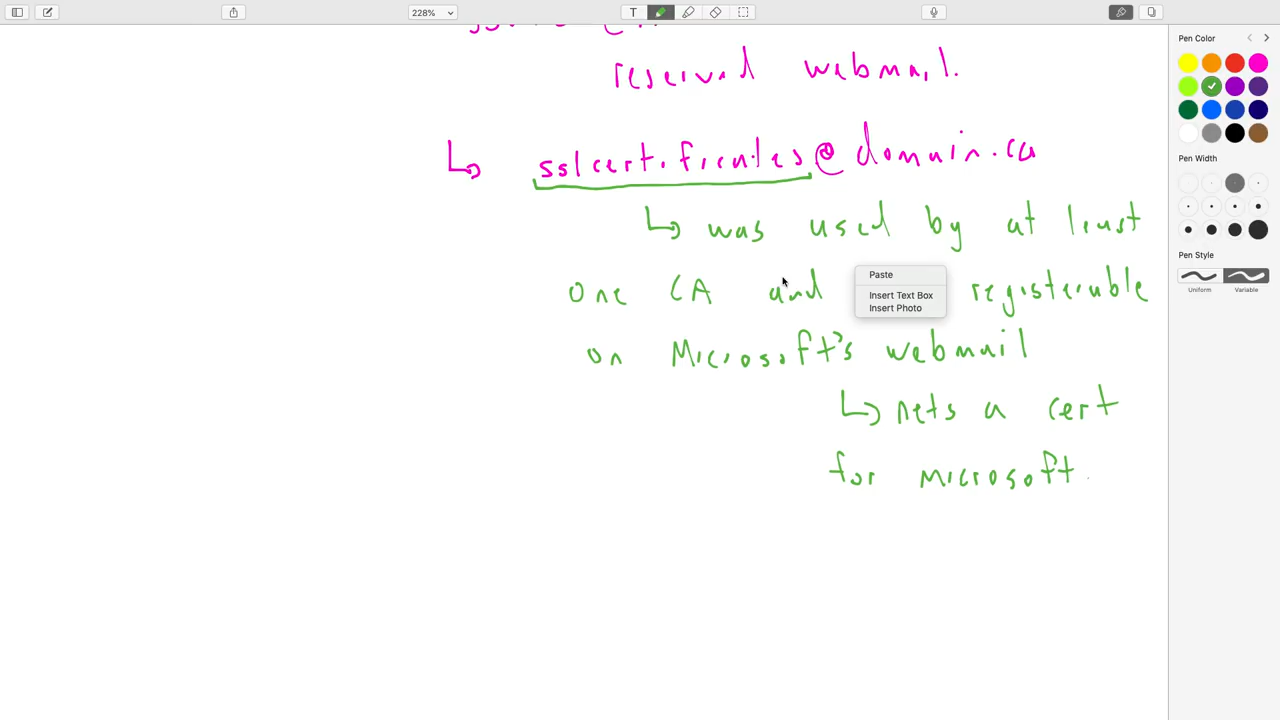 228%
T
Pen Color
reserved webmail.
↳ sslcertificates@domain.ca
Pen Width
↳ was used by at least
Pen Style
Uniform
Variable
one CA and registerable
Paste
Insert Text Box
Insert Photo
on Microsoft's webmail
↳ nets a cert
for microsoft.